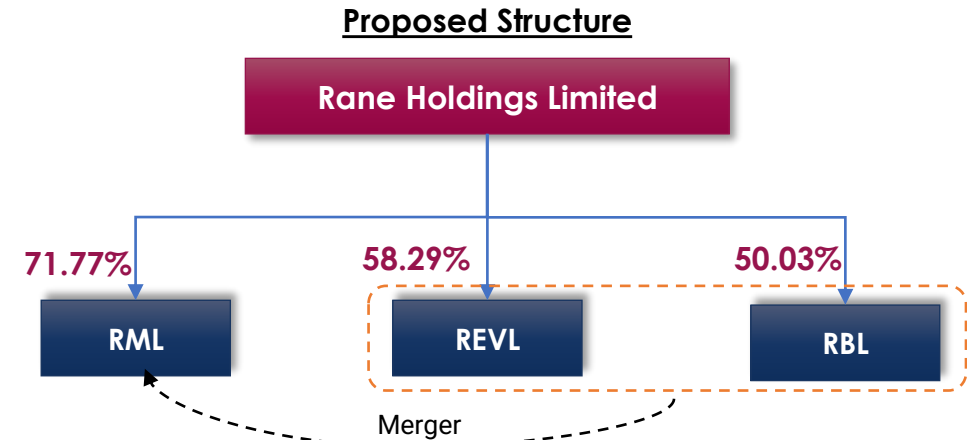 Proposed Structure
Rane Holdings Limited
71.77%
58.29%
50.03%
RML
REVL
RBL
Merger